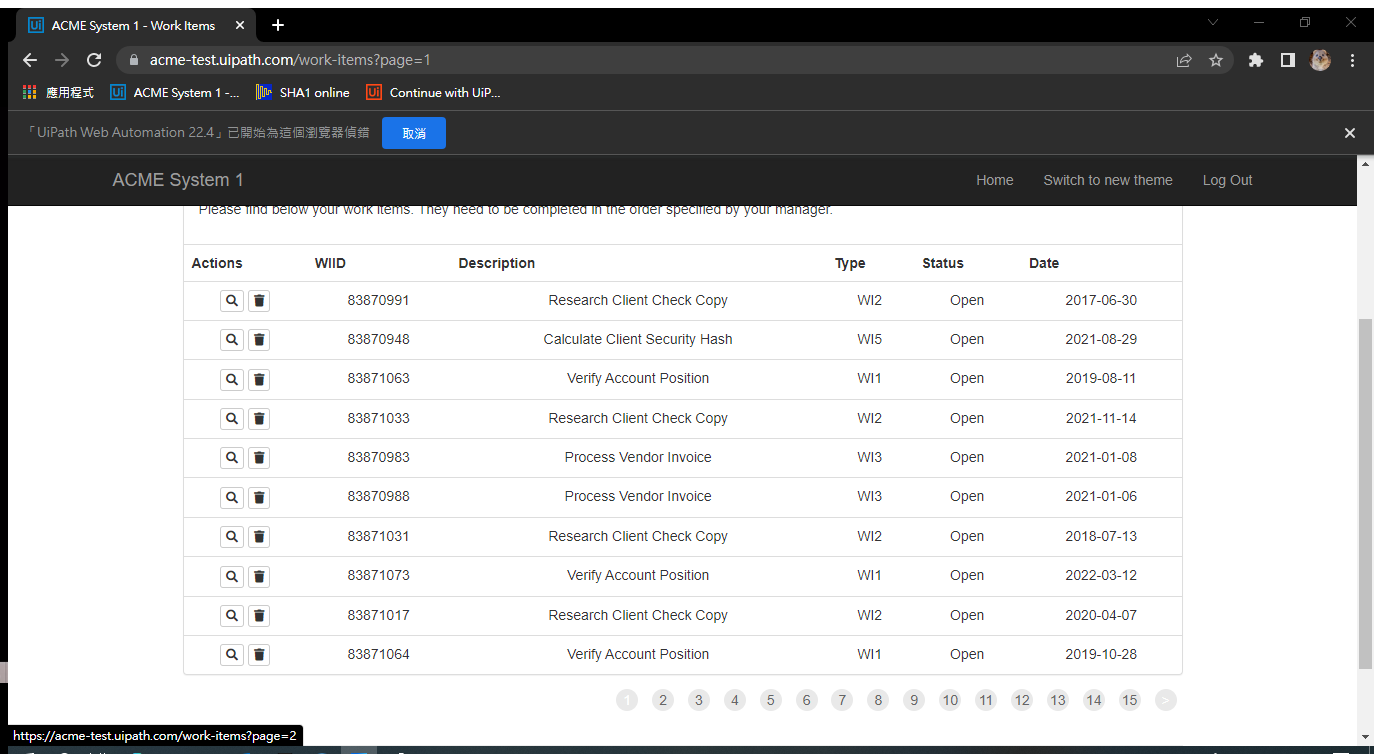 ACME System 1 - Work Items
acme-test.uipath.com/work-items?page=1
應用程式 ACME System 1 -... SHA1 online Continue with UiP...
「UiPath Web Automation 22.4」已開始為這個瀏覽器偵錯 取消
ACME System 1 Home Switch to new theme Log Out
Please find below your work items. They need to be completed in the order specified by your manager.
Actions WIID Description Type Status Date
83870991 Research Client Check Copy WI2 Open 2017-06-30
83870948 Calculate Client Security Hash WI5 Open 2021-08-29
83871063 Verify Account Position WI1 Open 2019-08-11
83871033 Research Client Check Copy WI2 Open 2021-11-14
83870983 Process Vendor Invoice WI3 Open 2021-01-08
83870988 Process Vendor Invoice WI3 Open 2021-01-06
83871031 Research Client Check Copy WI2 Open 2018-07-13
83871073 Verify Account Position WI1 Open 2022-03-12
83871017 Research Client Check Copy WI2 Open 2020-04-07
83871064 Verify Account Position WI1 Open 2019-10-28
1 2 3 4 5 6 7 8 9 10 11 12 13 14 15 >
https://acme-test.uipath.com/work-items?page=2